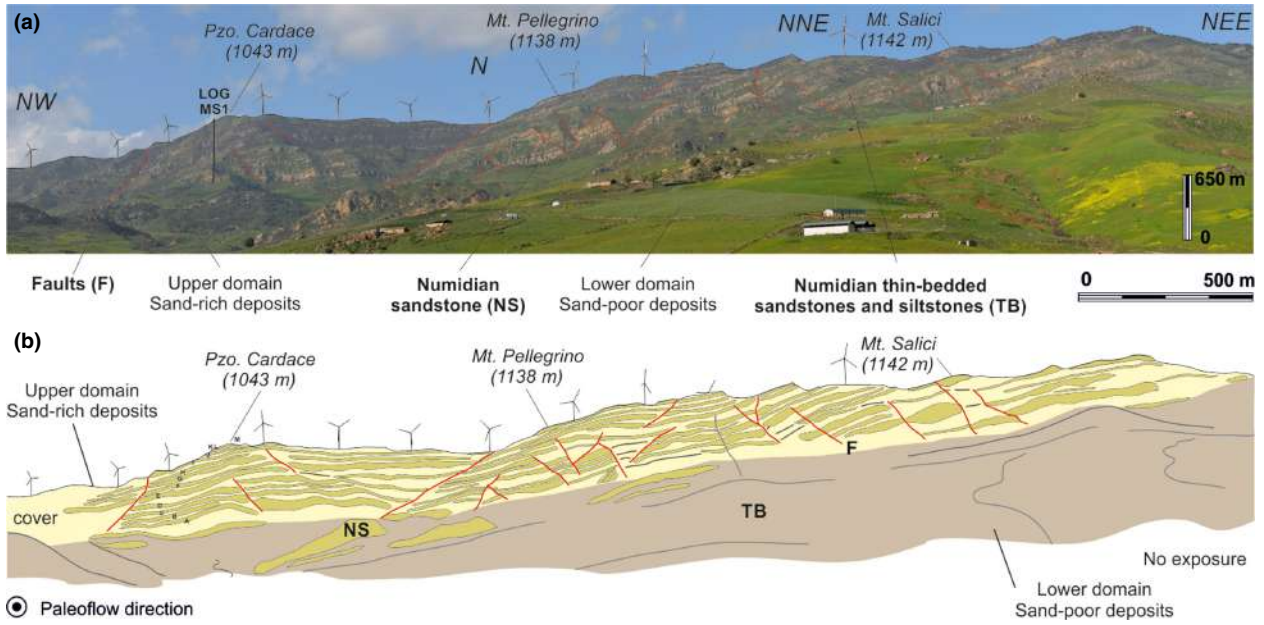 (a)
Pzo. Cardace
(1043 m)
Mt. Pellegrino
(1138 m)
NNE
Mt. Salici
(1142 m)
NEE
N
NW
LOG
MS1
650 m
0
Faults (F)
Upper domain
Sand-rich deposits
Numidian
sandstone (NS)
Lower domain
Sand-poor deposits
Numidian thin-bedded
sandstones and siltstones (TB)
0
500 m
(b)
Pzo. Cardace
(1043 m)
Mt. Pellegrino
(1138 m)
Mt. Salici
(1142 m)
Upper domain
Sand-rich deposits
M
H
G
F
E
D
C
B
A
F
cover
NS
TB
No exposure
Lower domain
Sand-poor deposits
Paleoflow direction